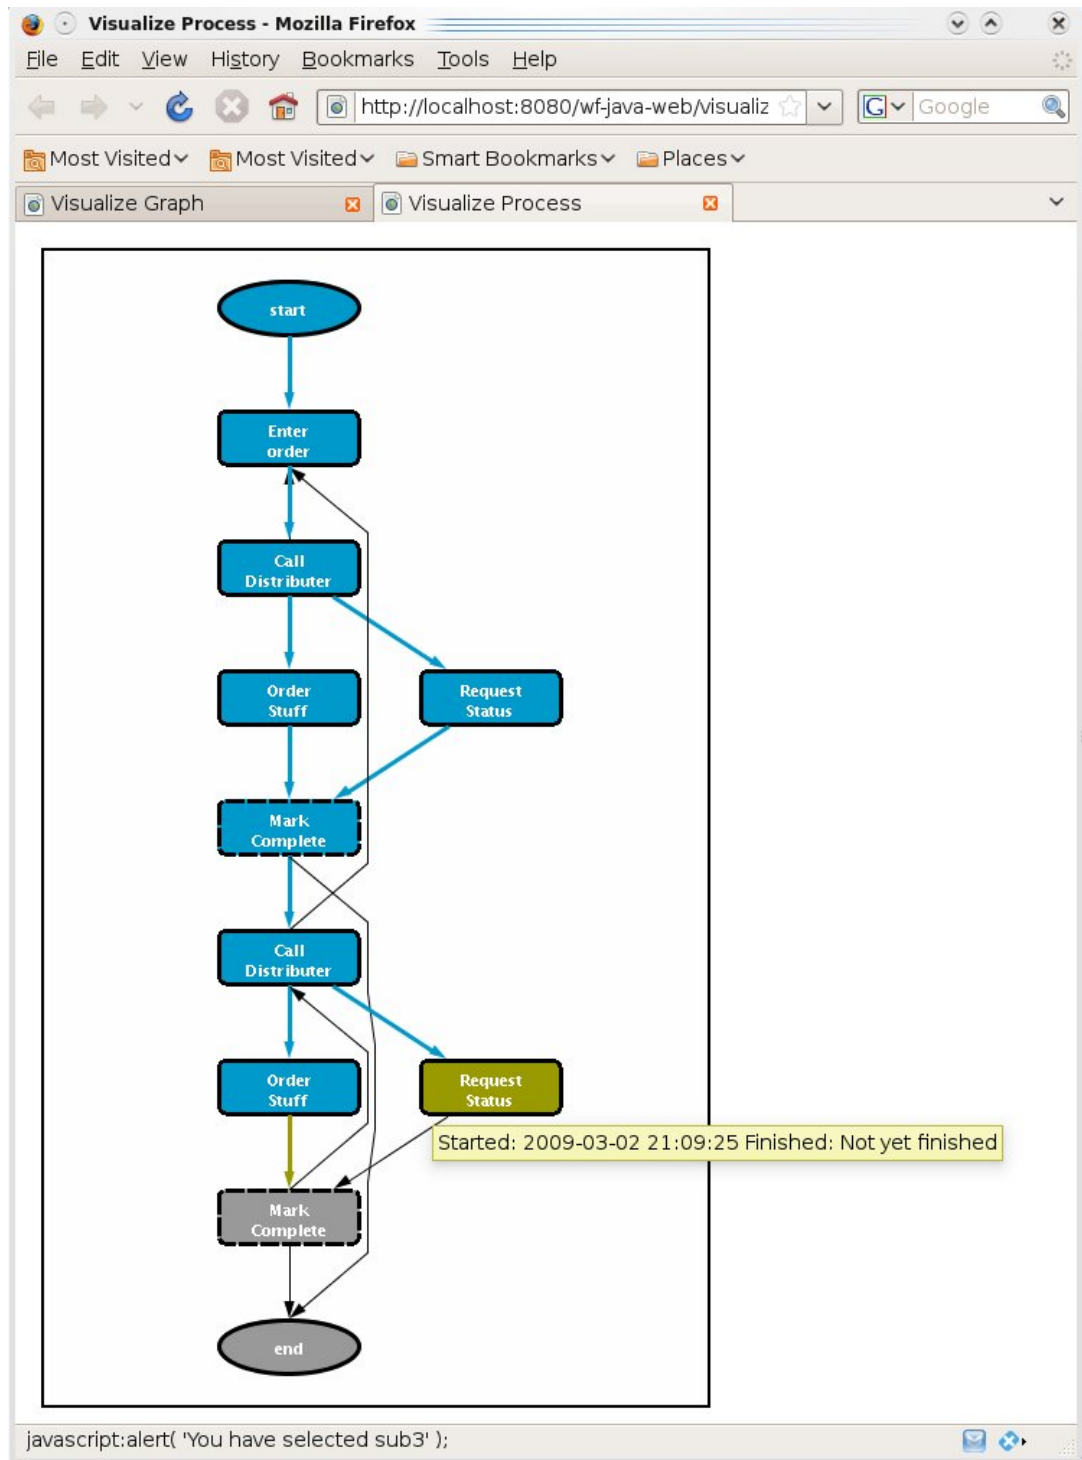 Visualize Process - Mozilla Firefox
File Edit View History Bookmarks Tools Help
http://localhost:8080/wf-java-web/visualiz
G Google
Most Visited Most Visited Smart Bookmarks Places
Visualize Graph Visualize Process
start
Enter
order
Call
Distributer
Order
Stuff
Request
Status
Mark
Complete
Call
Distributer
Order
Stuff
Request
Status
Started: 2009-03-02 21:09:25 Finished: Not yet finished
Mark
Complete
end
javascript:alert( 'You have selected sub3' );